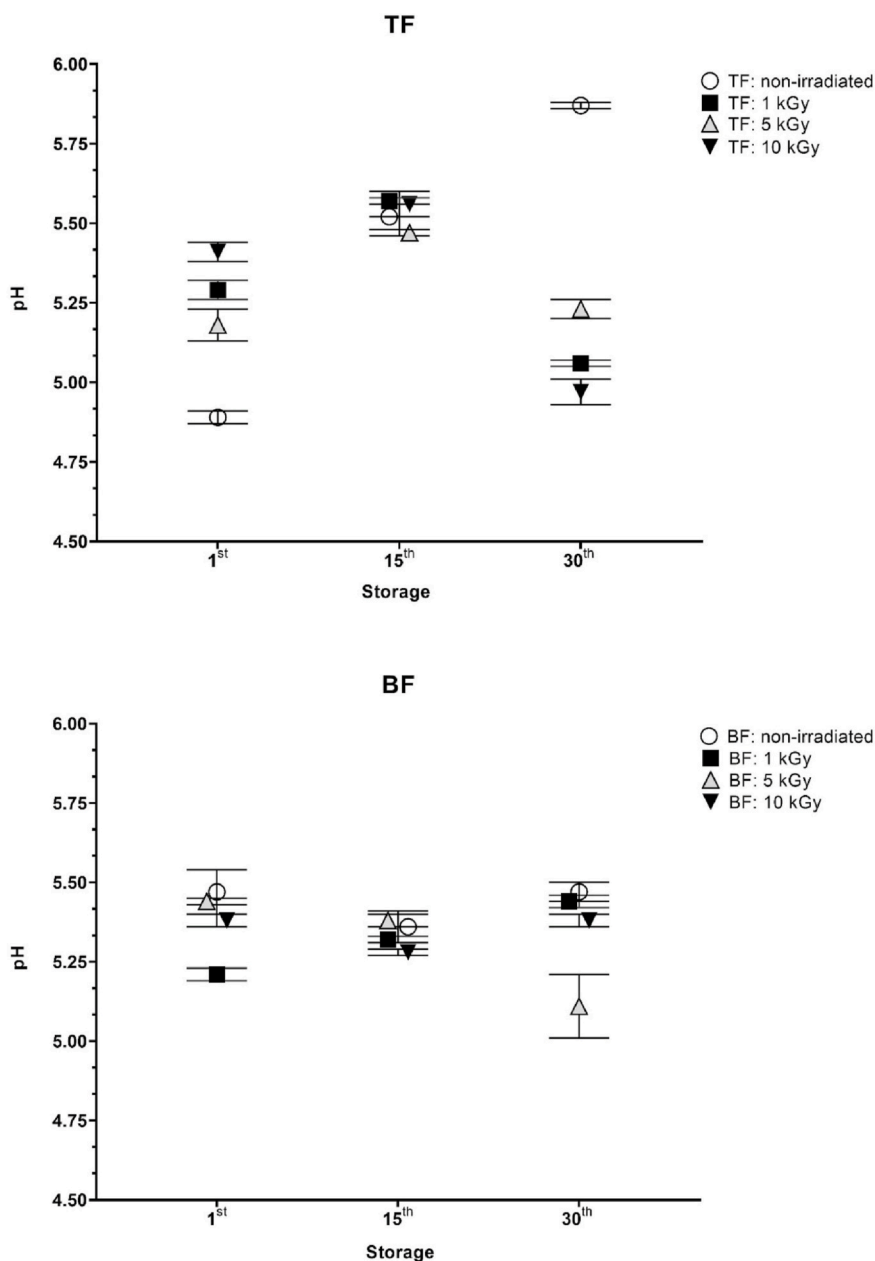 TF
6.00
5.75
5.50
5.25
5.00
4.75
4.50
pH
1st
15th
30th
Storage
TF: non-irradiated
TF: 1 kGy
TF: 5 kGy
TF: 10 kGy
BF
6.00
5.75
5.50
5.25
5.00
4.75
4.50
pH
1st
15th
30th
Storage
BF: non-irradiated
BF: 1 kGy
BF: 5 kGy
BF: 10 kGy